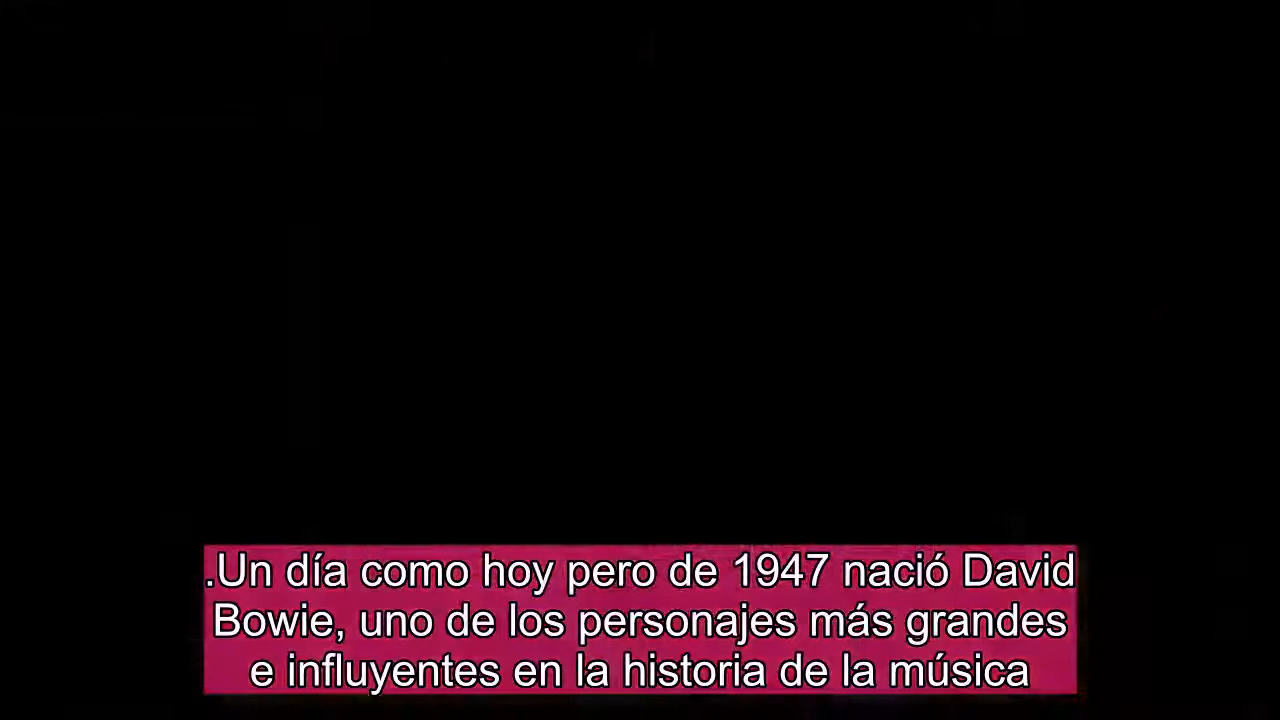 .Un día como hoy pero de 1947 nació David
Bowie, uno de los personajes más grandes
e influyentes en la historia de la música